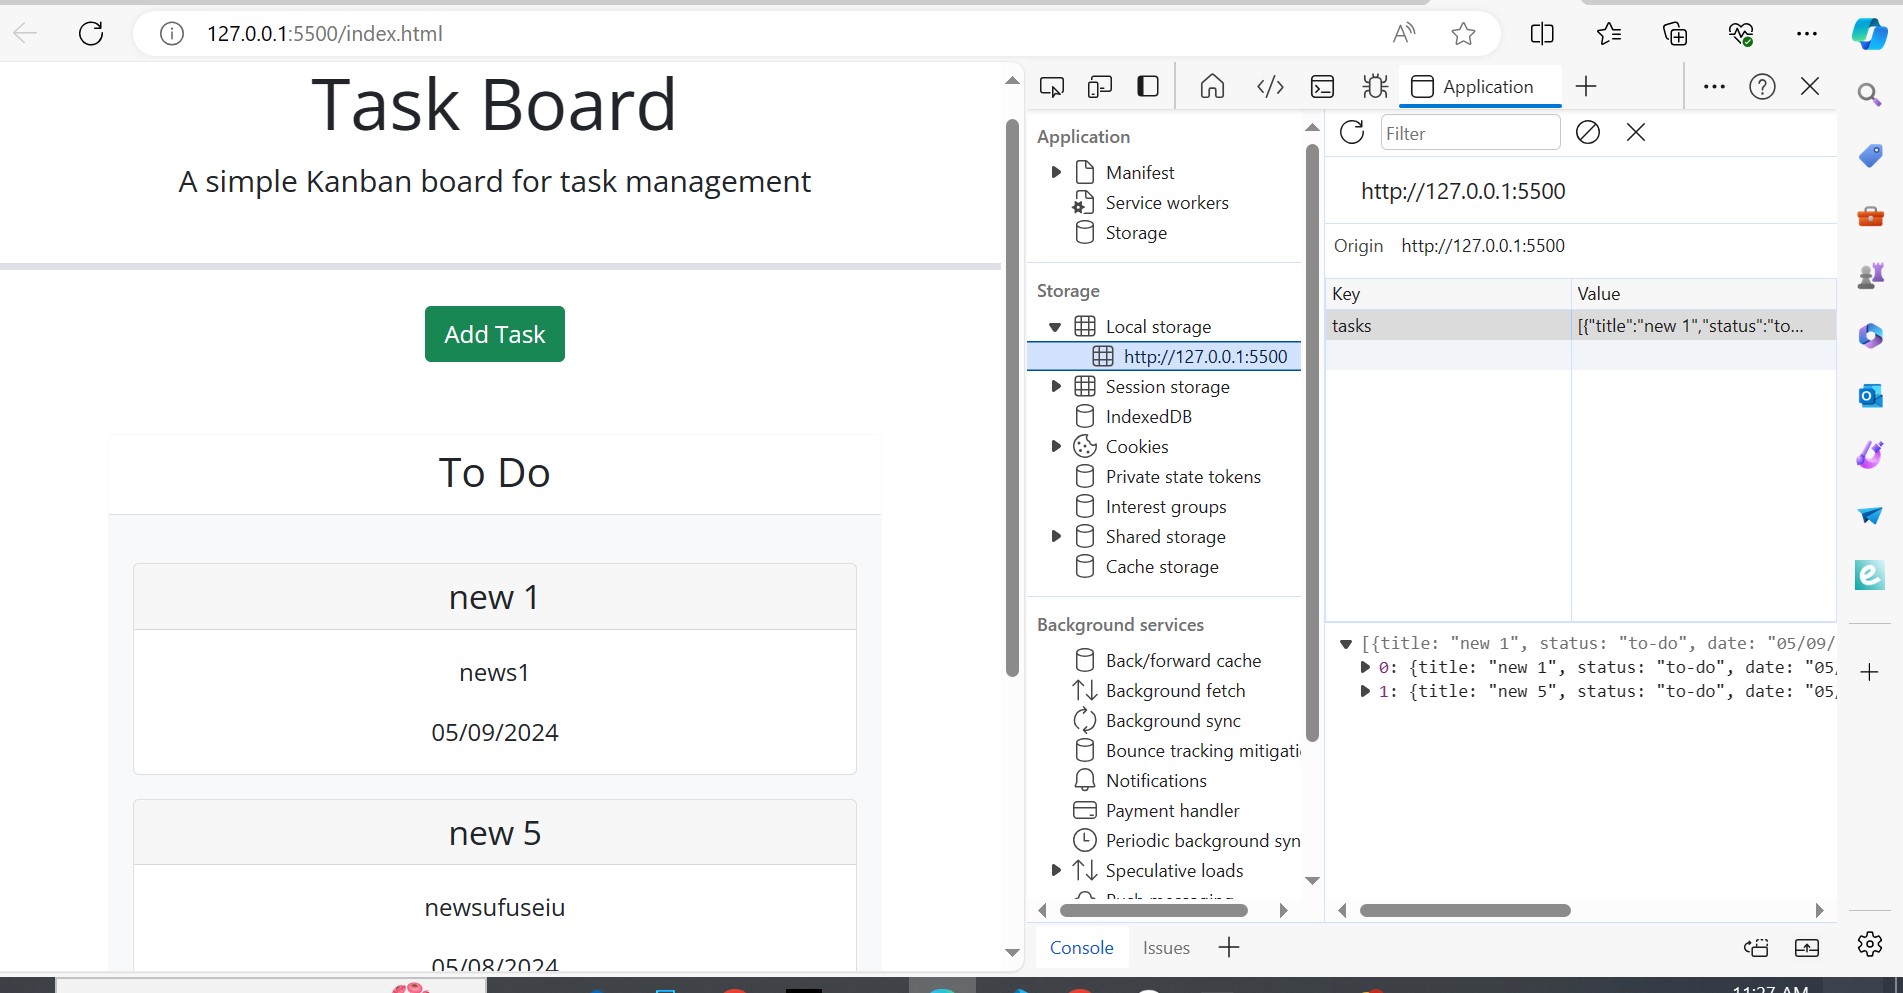 127.0.0.1:5500/index.html
Task Board
A simple Kanban board for task management
Add Task
To Do
new 1
news1
05/09/2024
new 5
newsufuseiu
05/08/2024
Application
Application
Manifest
Service workers
Storage
Storage
Local storage
http://127.0.0.1:5500
Session storage
IndexedDB
Cookies
Private state tokens
Interest groups
Shared storage
Cache storage
Background services
Back/forward cache
Background fetch
Background sync
Bounce tracking mitigati
Notifications
Payment handler
Periodic background syn
Speculative loads
Push messaging
Filter
http://127.0.0.1:5500
Origin http://127.0.0.1:5500
Key Value
tasks [{"title":"new 1","status":"to...
[{title: "new 1", status: "to-do", date: "05/09/
0: {title: "new 1", status: "to-do", date: "05/
1: {title: "new 5", status: "to-do", date: "05/
Console Issues
11:27 AM